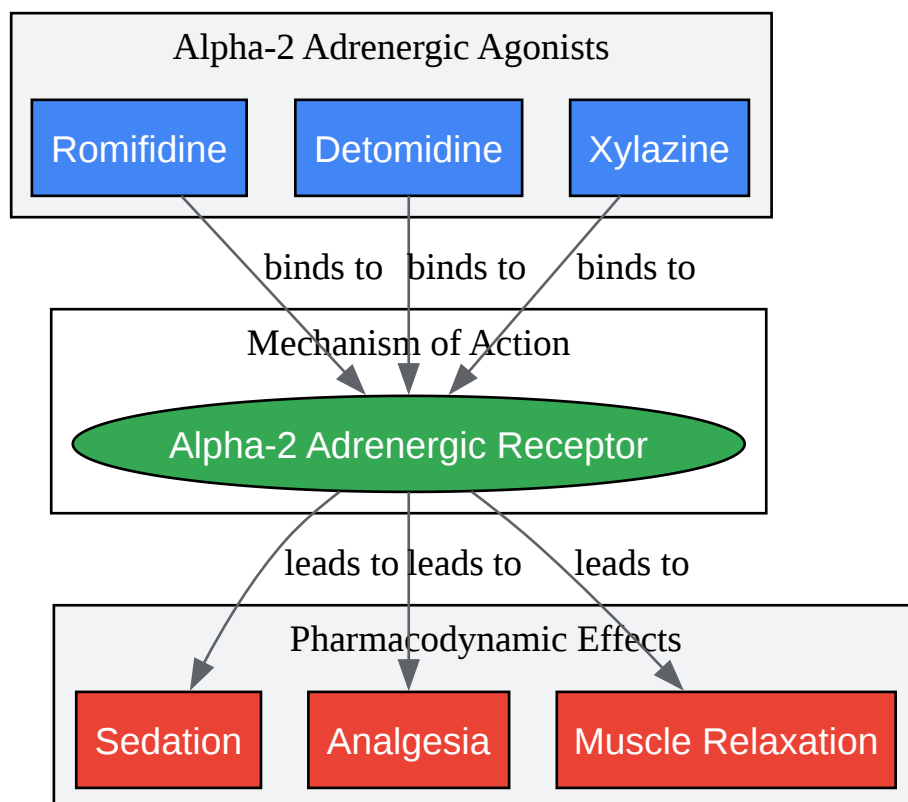 Alpha-2 Adrenergic Agonists
Romifidine
Detomidine
Xylazine
binds to
binds to
binds to
Mechanism of Action
Alpha-2 Adrenergic Receptor
leads to
leads to
leads to
Pharmacodynamic Effects
Sedation
Analgesia
Muscle Relaxation